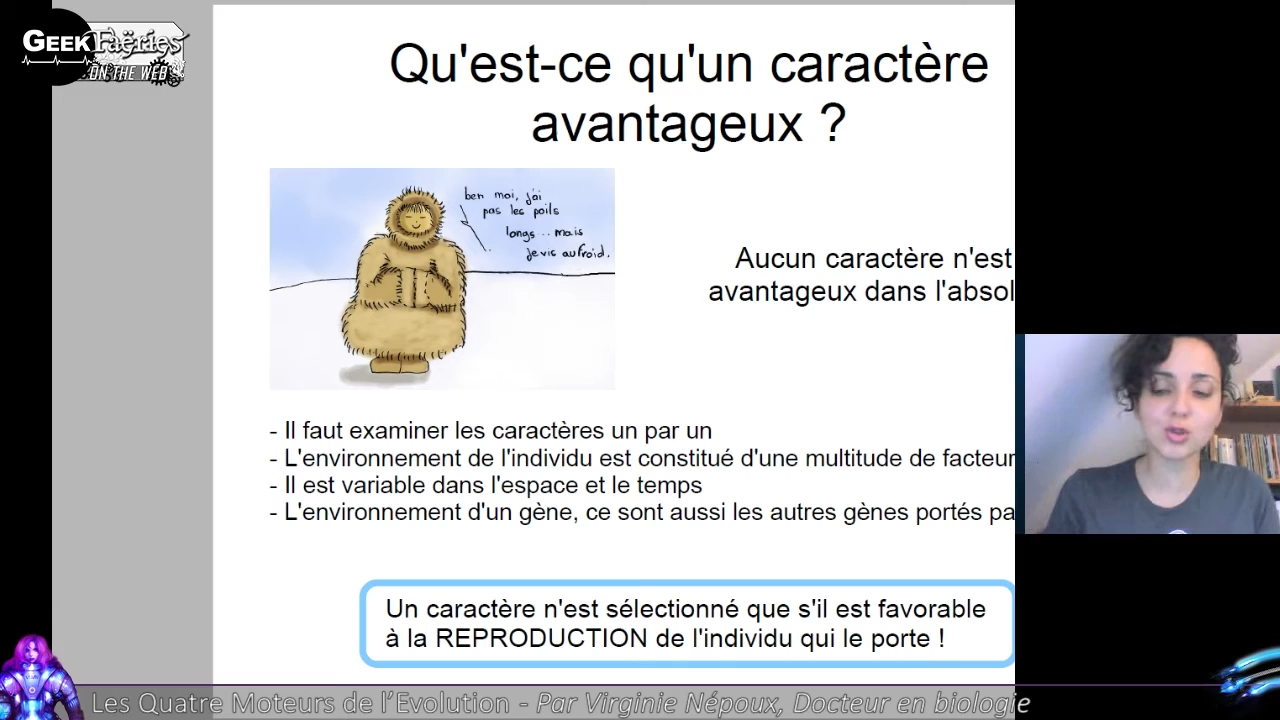 GEEK Faëries
ON THE WEB
Qu'est-ce qu'un caractère
avantageux ?
ben moi, j'ai
pas les poils
longs... mais
je vis au froid.
Aucun caractère n'est
avantageux dans l'absol
- Il faut examiner les caractères un par un
- L'environnement de l'individu est constitué d'une multitude de facteur
- Il est variable dans l'espace et le temps
- L'environnement d'un gène, ce sont aussi les autres gènes portés pa
Un caractère n'est sélectionné que s'il est favorable
à la REPRODUCTION de l'individu qui le porte !
Les Quatre Moteurs de l'Evolution - Par Virginie Népoux, Docteur en biologie